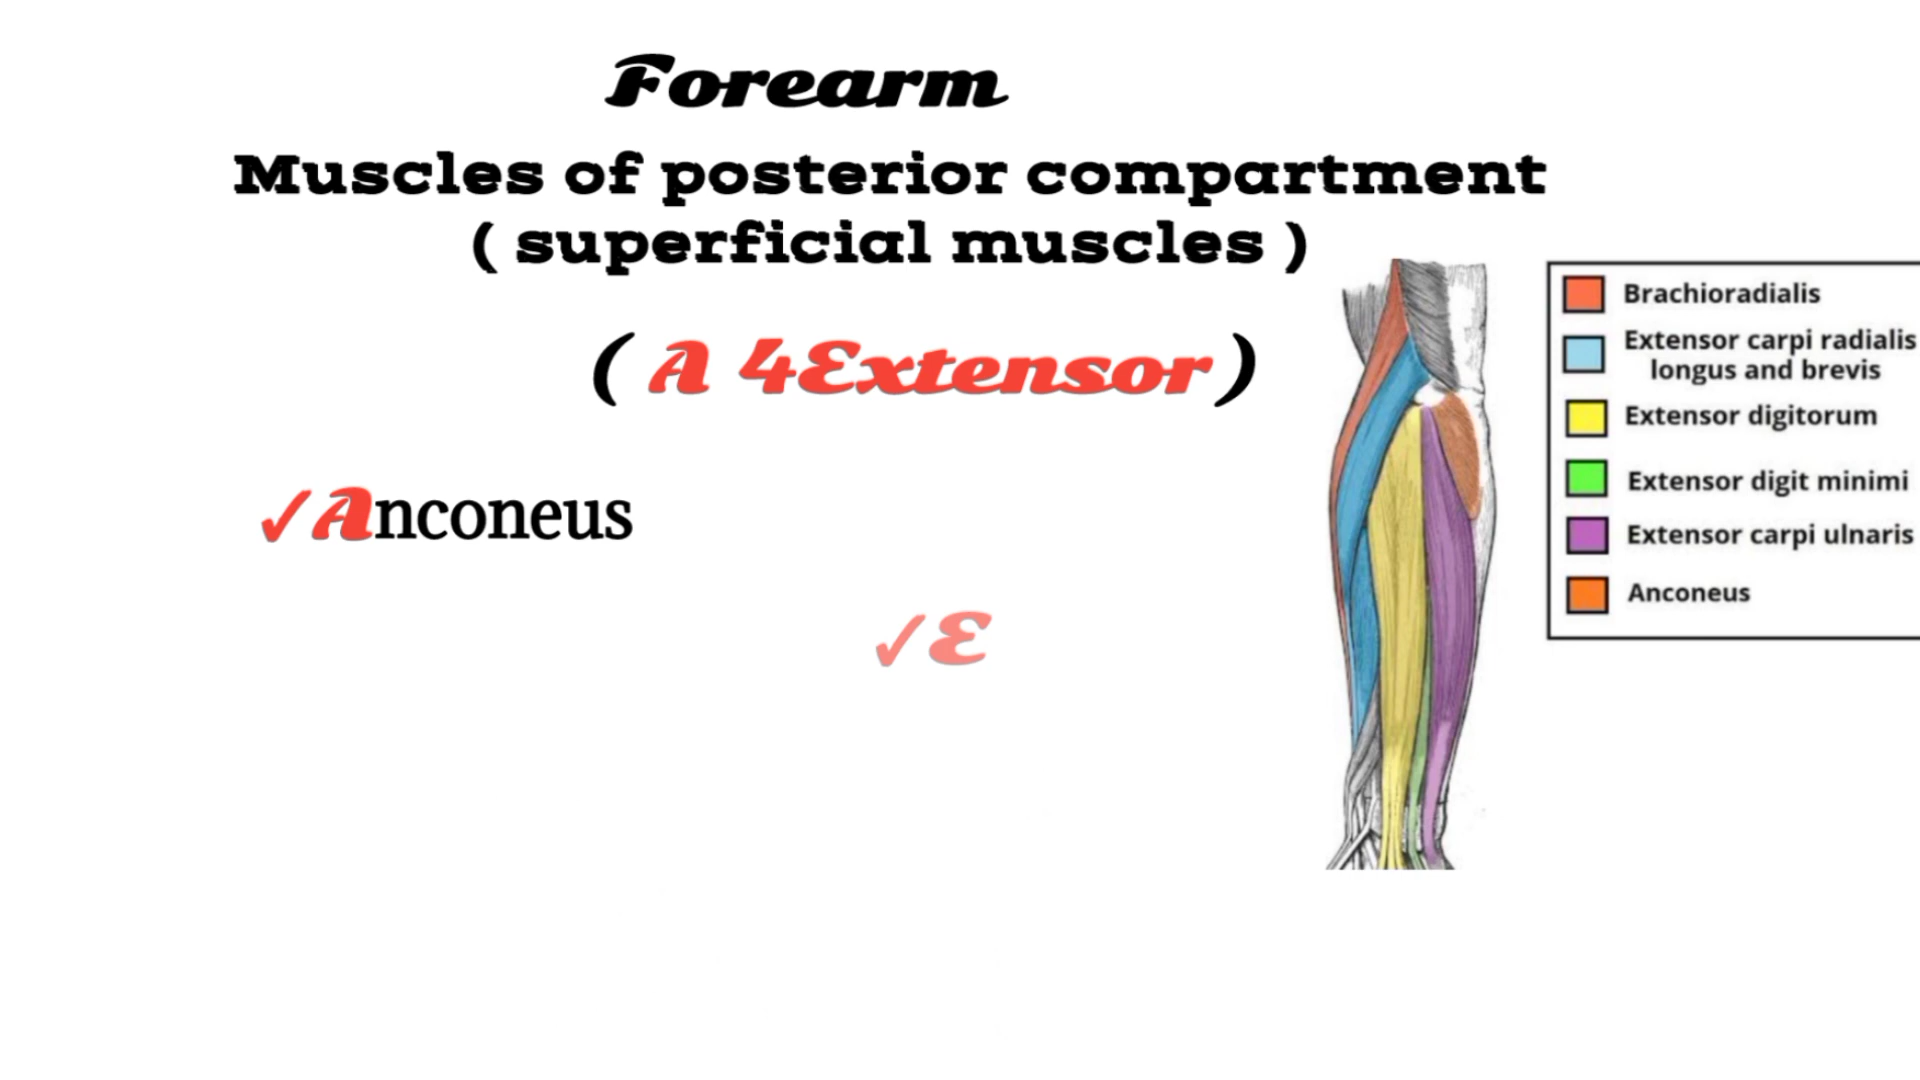 Forearm
Muscles of posterior compartment
( superficial muscles )
( A 4Extensor )
✓Anconeus
✓E
Brachioradialis
Extensor carpi radialis
longus and brevis
Extensor digitorum
Extensor digit minimi
Extensor carpi ulnaris
Anconeus